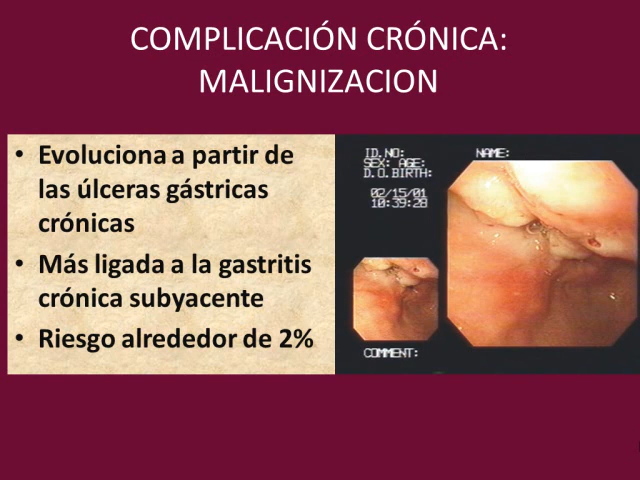 COMPLICACIÓN CRÓNICA:
MALIGNIZACION
• Evoluciona a partir de
las úlceras gástricas
crónicas
• Más ligada a la gastritis
crónica subyacente
• Riesgo alrededor de 2%
ID.NO:
SEX: AGE:
D.O.BIRTH:
02/15/01
10:39:28
NAME:
COMMENT: